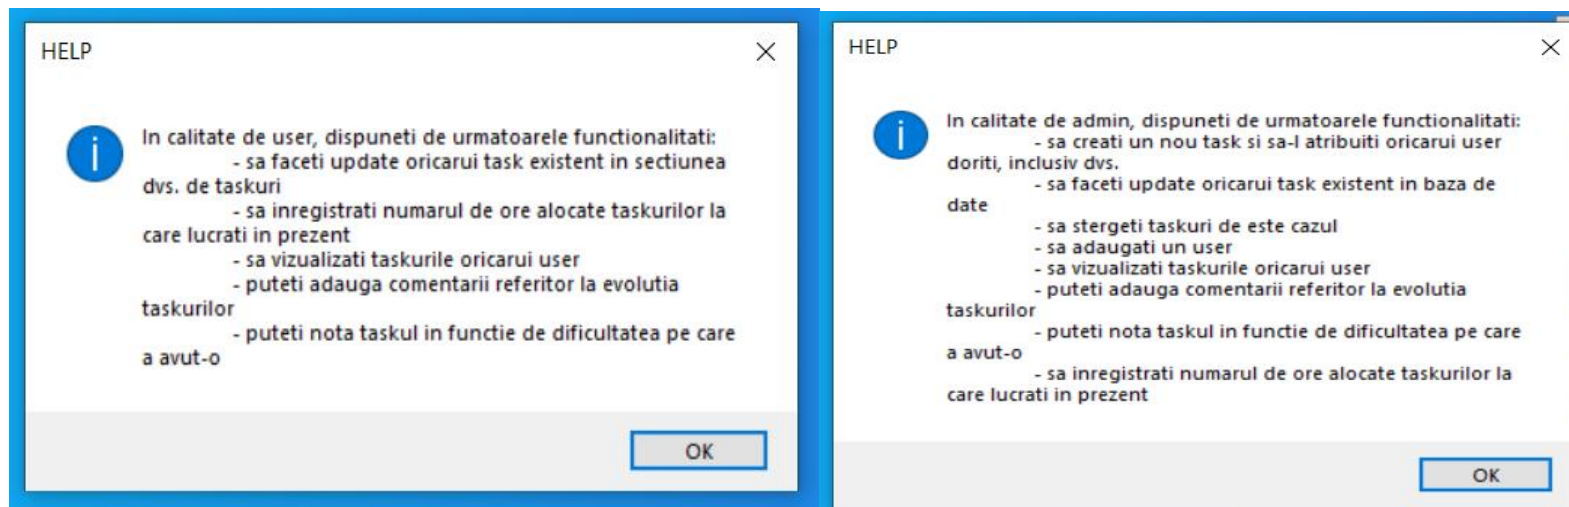 HELP
In calitate de user, dispuneti de urmatoarele functionalitati:
- sa faceti update oricarui task existent in sectiunea
dvs. de taskuri
- sa inregistrati numarul de ore alocate taskurilor la
care lucrati in prezent
- sa vizualizati taskurile oricarui user
- puteti adauga comentarii referitor la evolutia
taskurilor
- puteti nota taskul in functie de dificultatea pe care
a avut-o
OK
HELP
In calitate de admin, dispuneti de urmatoarele functionalitati:
- sa creati un nou task si sa-l atribuiti oricarui user
doriti, inclusiv dvs.
- sa faceti update oricarui task existent in baza de
date
- sa stergeti taskuri de este cazul
- sa adaugati un user
- sa vizualizati taskurile oricarui user
- puteti adauga comentarii referitor la evolutia
taskurilor
- puteti nota taskul in functie de dificultatea pe care
a avut-o
- sa inregistrati numarul de ore alocate taskurilor la
care lucrati in prezent
OK